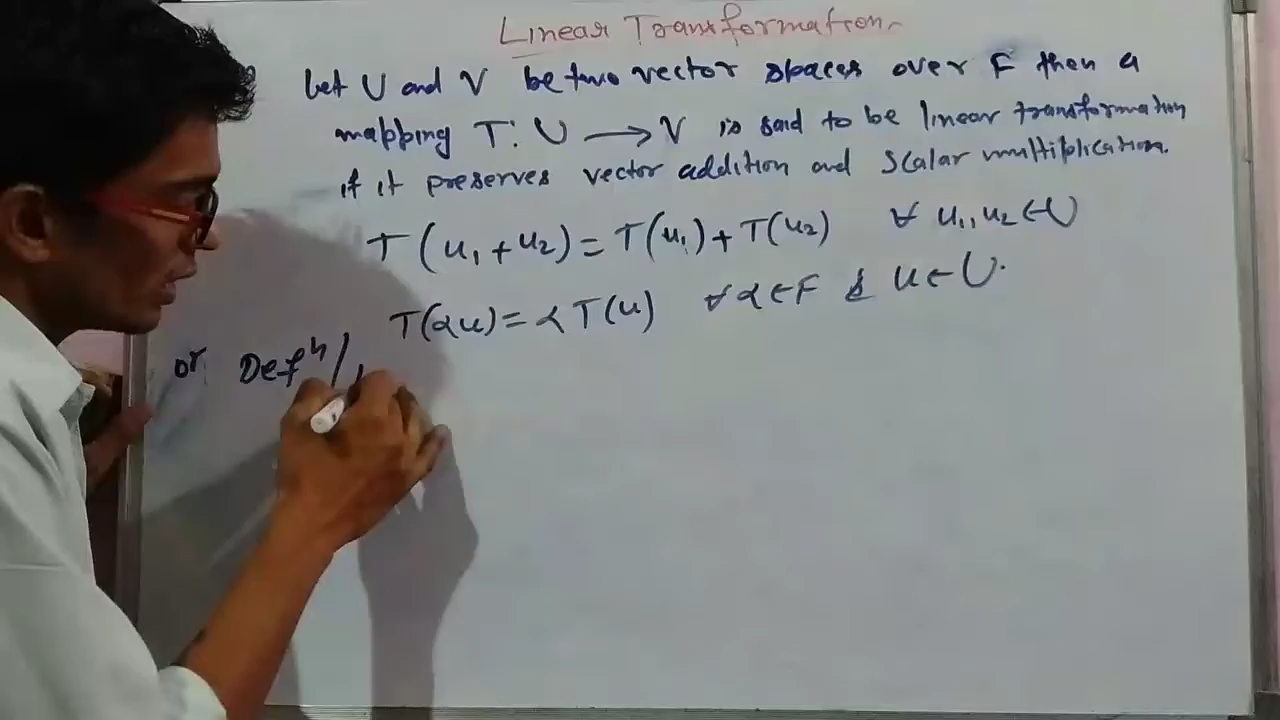 Linear Transformation
Let U and V be two vector spaces over F then a
mapping T: U → V is said to be linear transformation
if it preserves vector addition and scalar multiplication.
T(u₁+u₂)=T(u₁)+T(u₂) ∀ u₁, u₂ ∈ U
T(αu)=αT(u) ∀ α ∈ F & u ∈ U.
or Defⁿ/